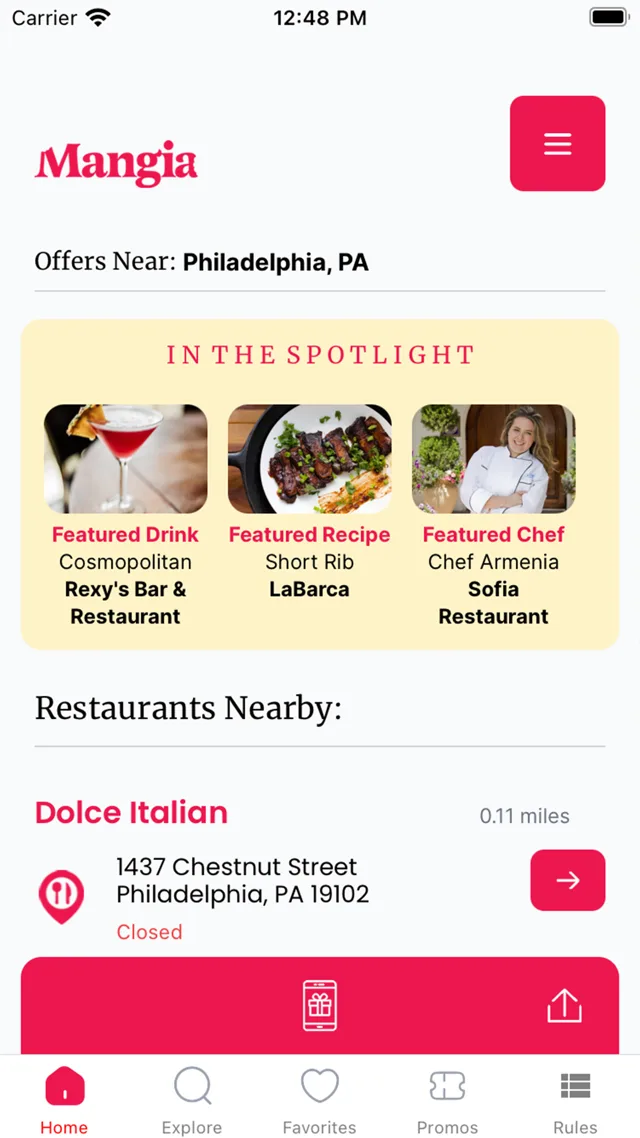 Carrier 12:48 PM
Mangia
Offers Near: Philadelphia, PA
IN THE SPOTLIGHT
Featured Drink
Cosmopolitan
Rexy's Bar &
Restaurant
Featured Recipe
Short Rib
LaBarca
Featured Chef
Chef Armenia
Sofia
Restaurant
Restaurants Nearby:
Dolce Italian 0.11 miles
1437 Chestnut Street
Philadelphia, PA 19102
Closed
Home Explore Favorites Promos Rules